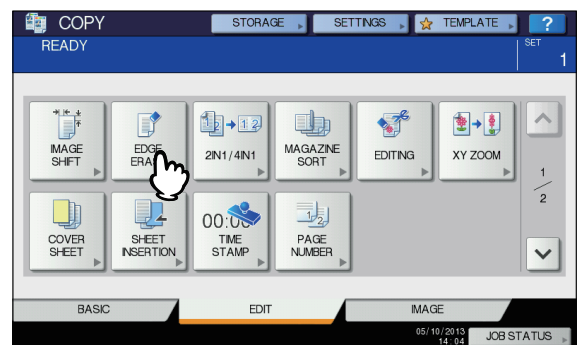 COPY
STORAGE
SETTINGS
TEMPLATE
?
READY
SET
1
IMAGE
SHIFT
EDGE
ERAS
2IN1/4IN1
MAGAZINE
SORT
EDITING
XY ZOOM
1
2
COVER
SHEET
SHEET
INSERTION
00:00
TIME
STAMP
PAGE
NUMBER
BASIC
EDIT
IMAGE
05/10/2013
14:04
JOB STATUS